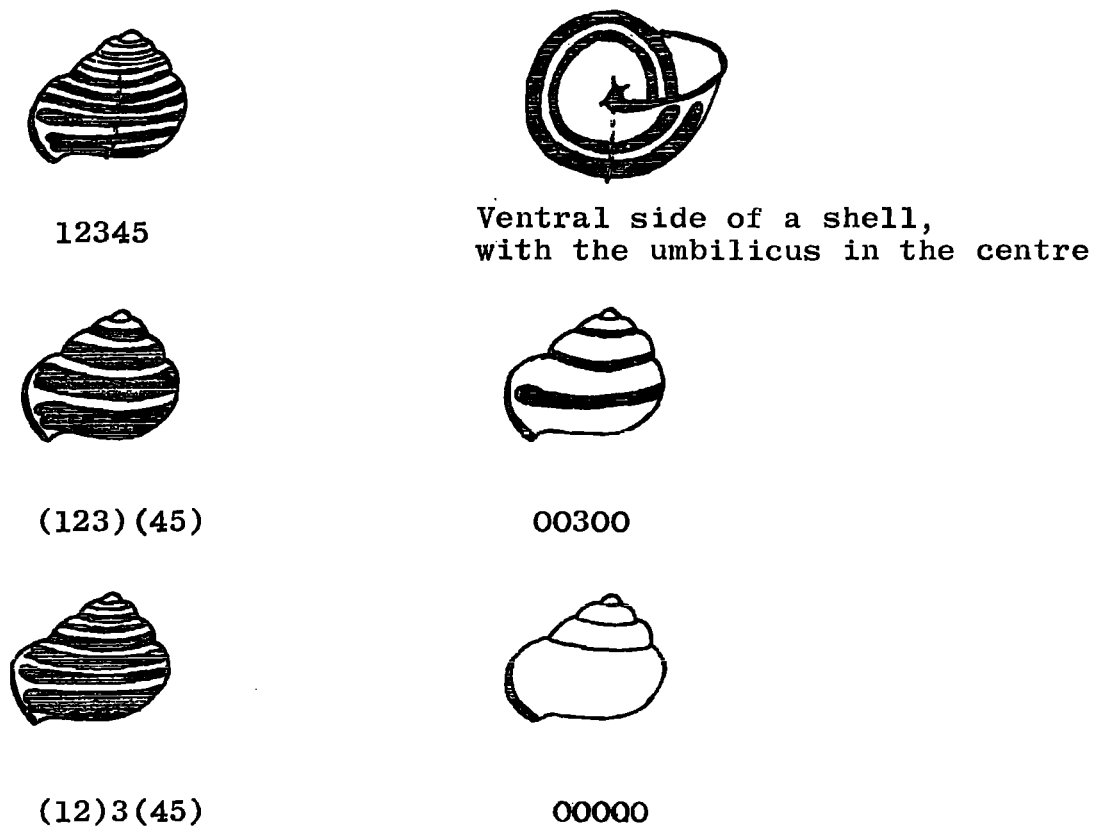 12345
Ventral side of a shell,
with the umbilicus in the centre
(123)(45)
00300
(12)3(45)
00000